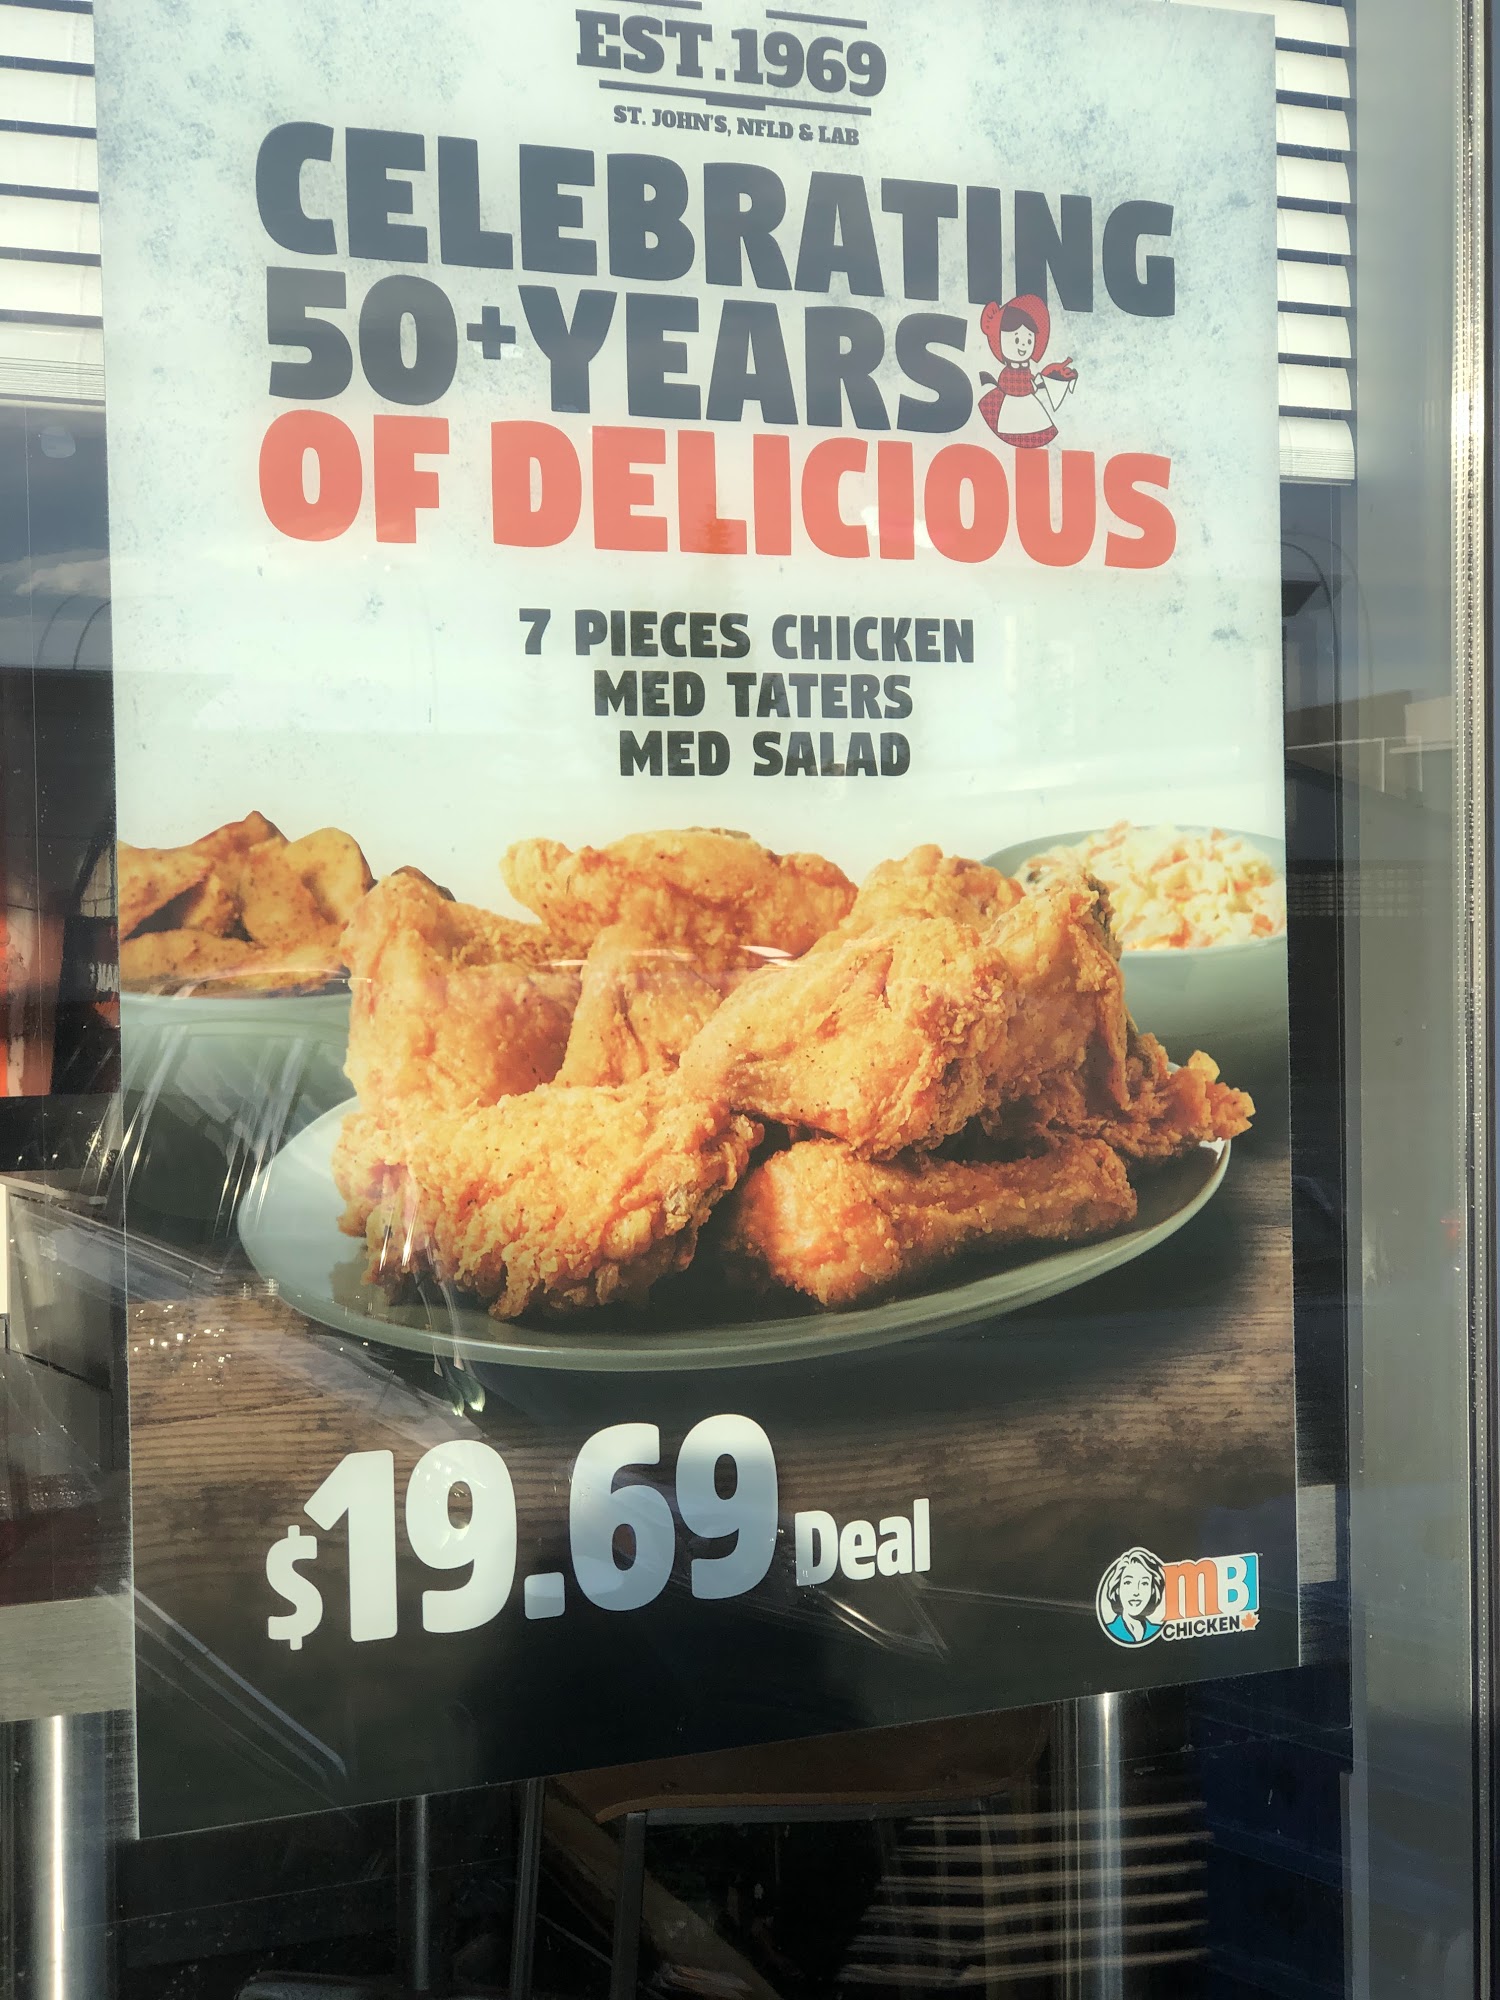 EST. 1969
ST. JOHN'S, NFLD & LAB
CELEBRATING
50+ YEARS
OF DELICIOUS
7 PIECES CHICKEN
MED TATERS
MED SALAD
$19.69 Deal
MB
CHICKEN